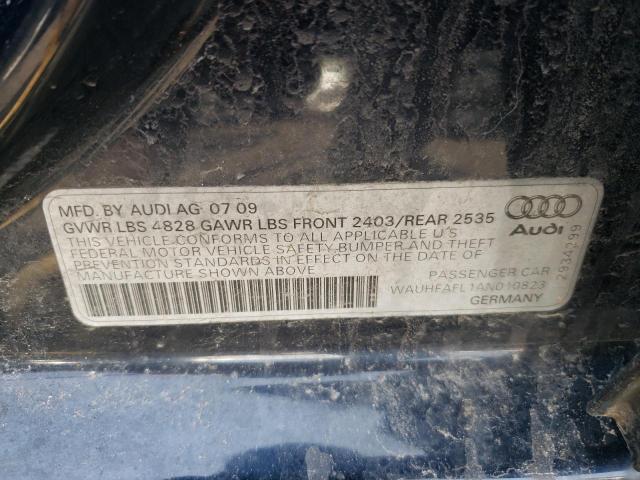 MFD. BY AUDI AG 07 09
GVWR LBS 4828 GAWR LBS FRONT 2403/REAR 2535
THIS VEHICLE CONFORMS TO ALL APPLICABLE U S
FEDERAL MOTOR VEHICLE SAFETY, BUMPER AND THEFT
PREVENTION STANDARDS IN EFFECT ON THE DATE OF
MANUFACTURE SHOWN ABOVE
PASSENGER CAR
WAUHFAFL1AN010823
GERMANY
Audi
2934299